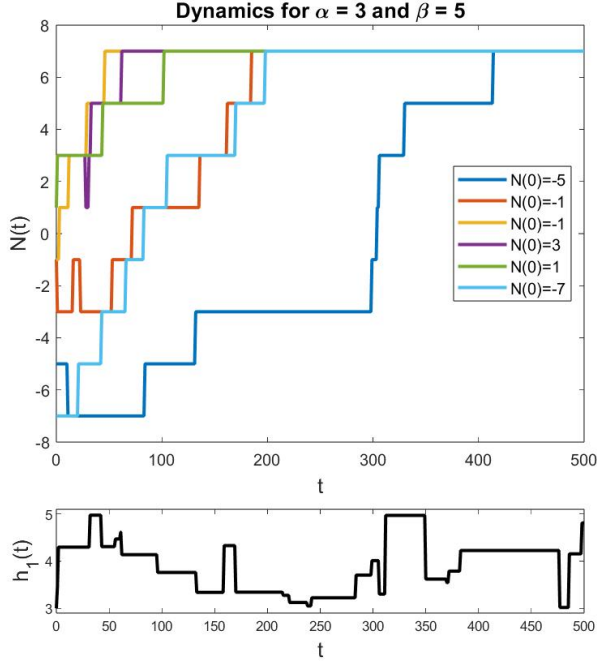 Dynamics for α = 3 and β = 5
N(t)
8
6
4
2
0
-2
-4
-6
-8
0 100 200 300 400 500
t
N(0)=-5
N(0)=-1
N(0)=-1
N(0)=3
N(0)=1
N(0)=-7
h₁(t)
5
4
3
0 50 100 150 200 250 300 350 400 450 500
t